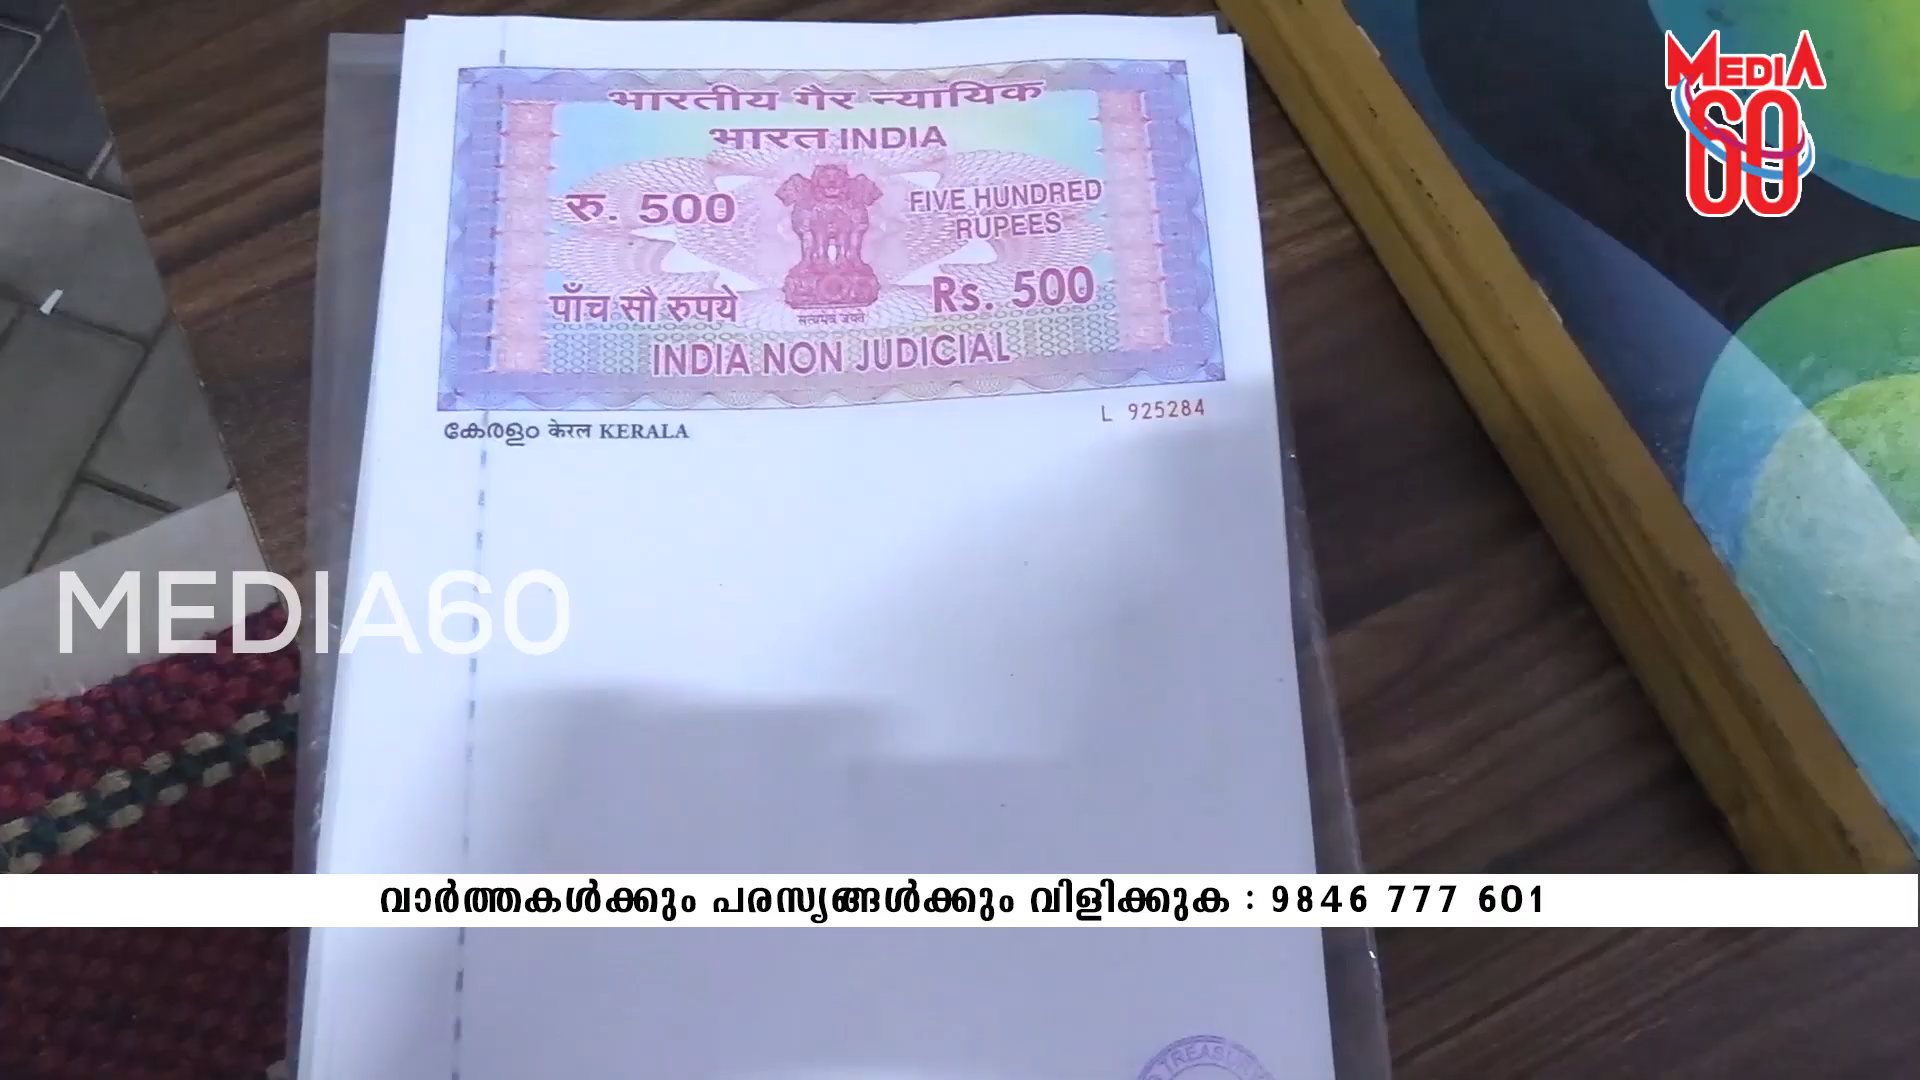 भारतीय गैर न्यायिक
भारत INDIA
रु. 500
FIVE HUNDRED
RUPEES
पाँच सौ रुपये
सत्यमेव जयते
Rs. 500
INDIA NON JUDICIAL
L 925284
കേരളം केरल KERALA
MEDIA
60
MEDIA60
വാർത്തകൾക്കും പരസ്യങ്ങൾക്കും വിളിക്കുക : 9846 777 601
TREASURY